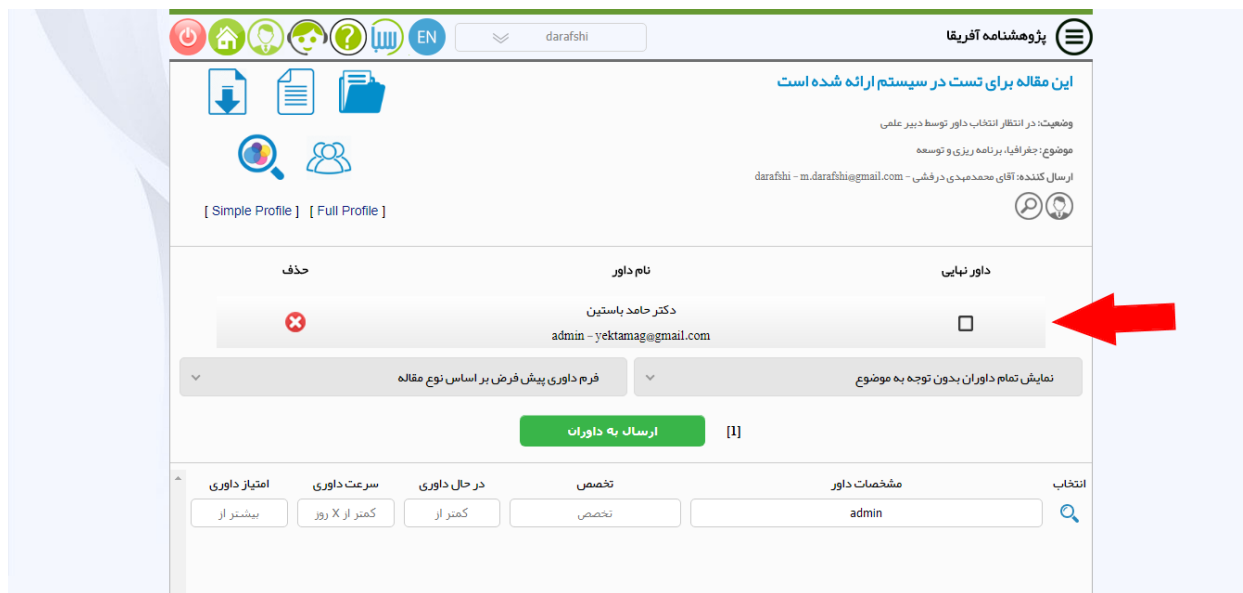 پژوهشنامه آفریقا
darafshi
EN
این مقاله برای تست در سیستم ارائه شده است
وضعیت: در انتظار انتخاب داور توسط دبیر علمی
موضوع: جغرافیا، برنامه ریزی و توسعه
ارسال کننده: آقای محمدمهدی درفشی - darafshi - m.darafshi@gmail.com
[ Simple Profile ] [ Full Profile ]
داور نهایی
نام داور
حذف
دکتر حامد باستین
admin - yektamag@gmail.com
نمایش تمام داوران بدون توجه به موضوع
فرم داوری پیش فرض بر اساس نوع مقاله
[1]
ارسال به داوران
انتخاب
مشخصات داور
تخصص
در حال داوری
سرعت داوری
امتیاز داوری
admin
تخصص
کمتر از
کمتر از X روز
بیشتر از